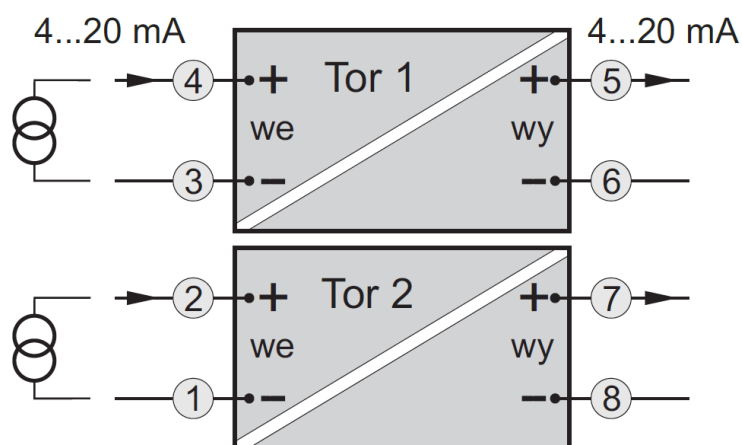 4...20 mA 4...20 mA
4 + Tor 1 + 5
we wy
3 − − 6
2 + Tor 2 + 7
we wy
1 − − 8